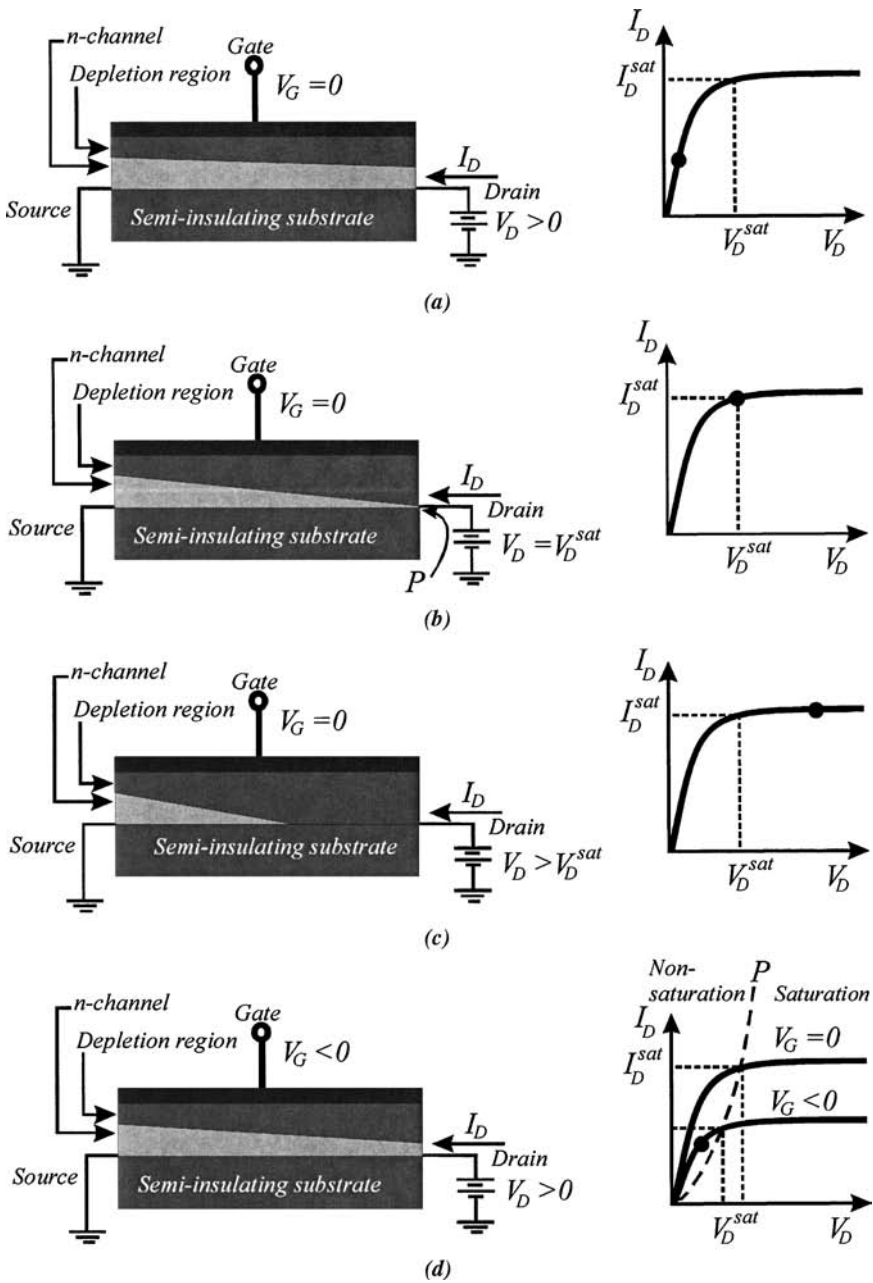 n-channel
Gate
Depletion region
V_G = 0
I_D
Source
Semi-insulating substrate
Drain
V_D > 0
I_D
I_D^sat
V_D^sat
V_D
(a)
n-channel
Gate
Depletion region
V_G = 0
I_D
Source
Semi-insulating substrate
Drain
V_D = V_D^sat
P
I_D
I_D^sat
V_D^sat
V_D
(b)
n-channel
Gate
Depletion region
V_G = 0
I_D
Source
Semi-insulating substrate
Drain
V_D > V_D^sat
I_D
I_D^sat
V_D^sat
V_D
(c)
n-channel
Gate
Depletion region
V_G < 0
I_D
Source
Semi-insulating substrate
Drain
V_D > 0
Non-
saturation
P
Saturation
I_D
V_G = 0
I_D^sat
V_G < 0
V_D^sat
V_D
(d)